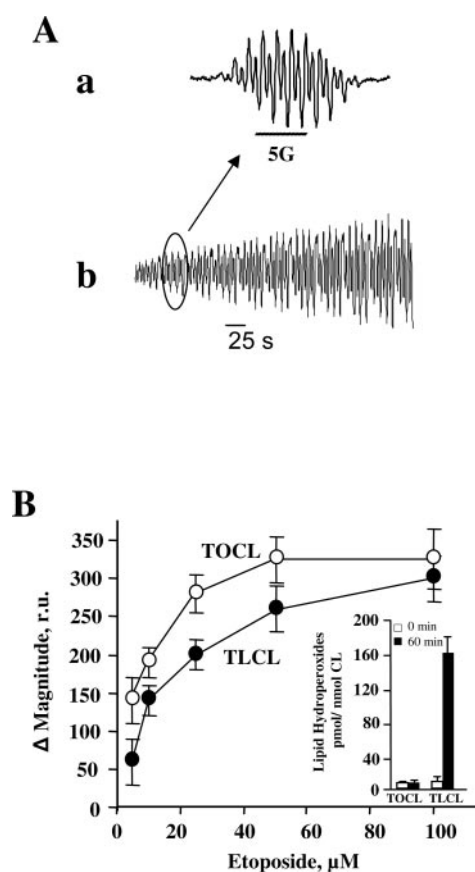 A
a
5G
b
25 s
B
350
300
250
200
150
100
50
0
Δ Magnitude, r.u.
TOCL
TLCL
0 20 40 60 80 100
Etoposide, µM
Lipid Hydroperoxides
pmol/ nmol CL
200
160
120
80
40
0
0 min
60 min
TOCL TLCL